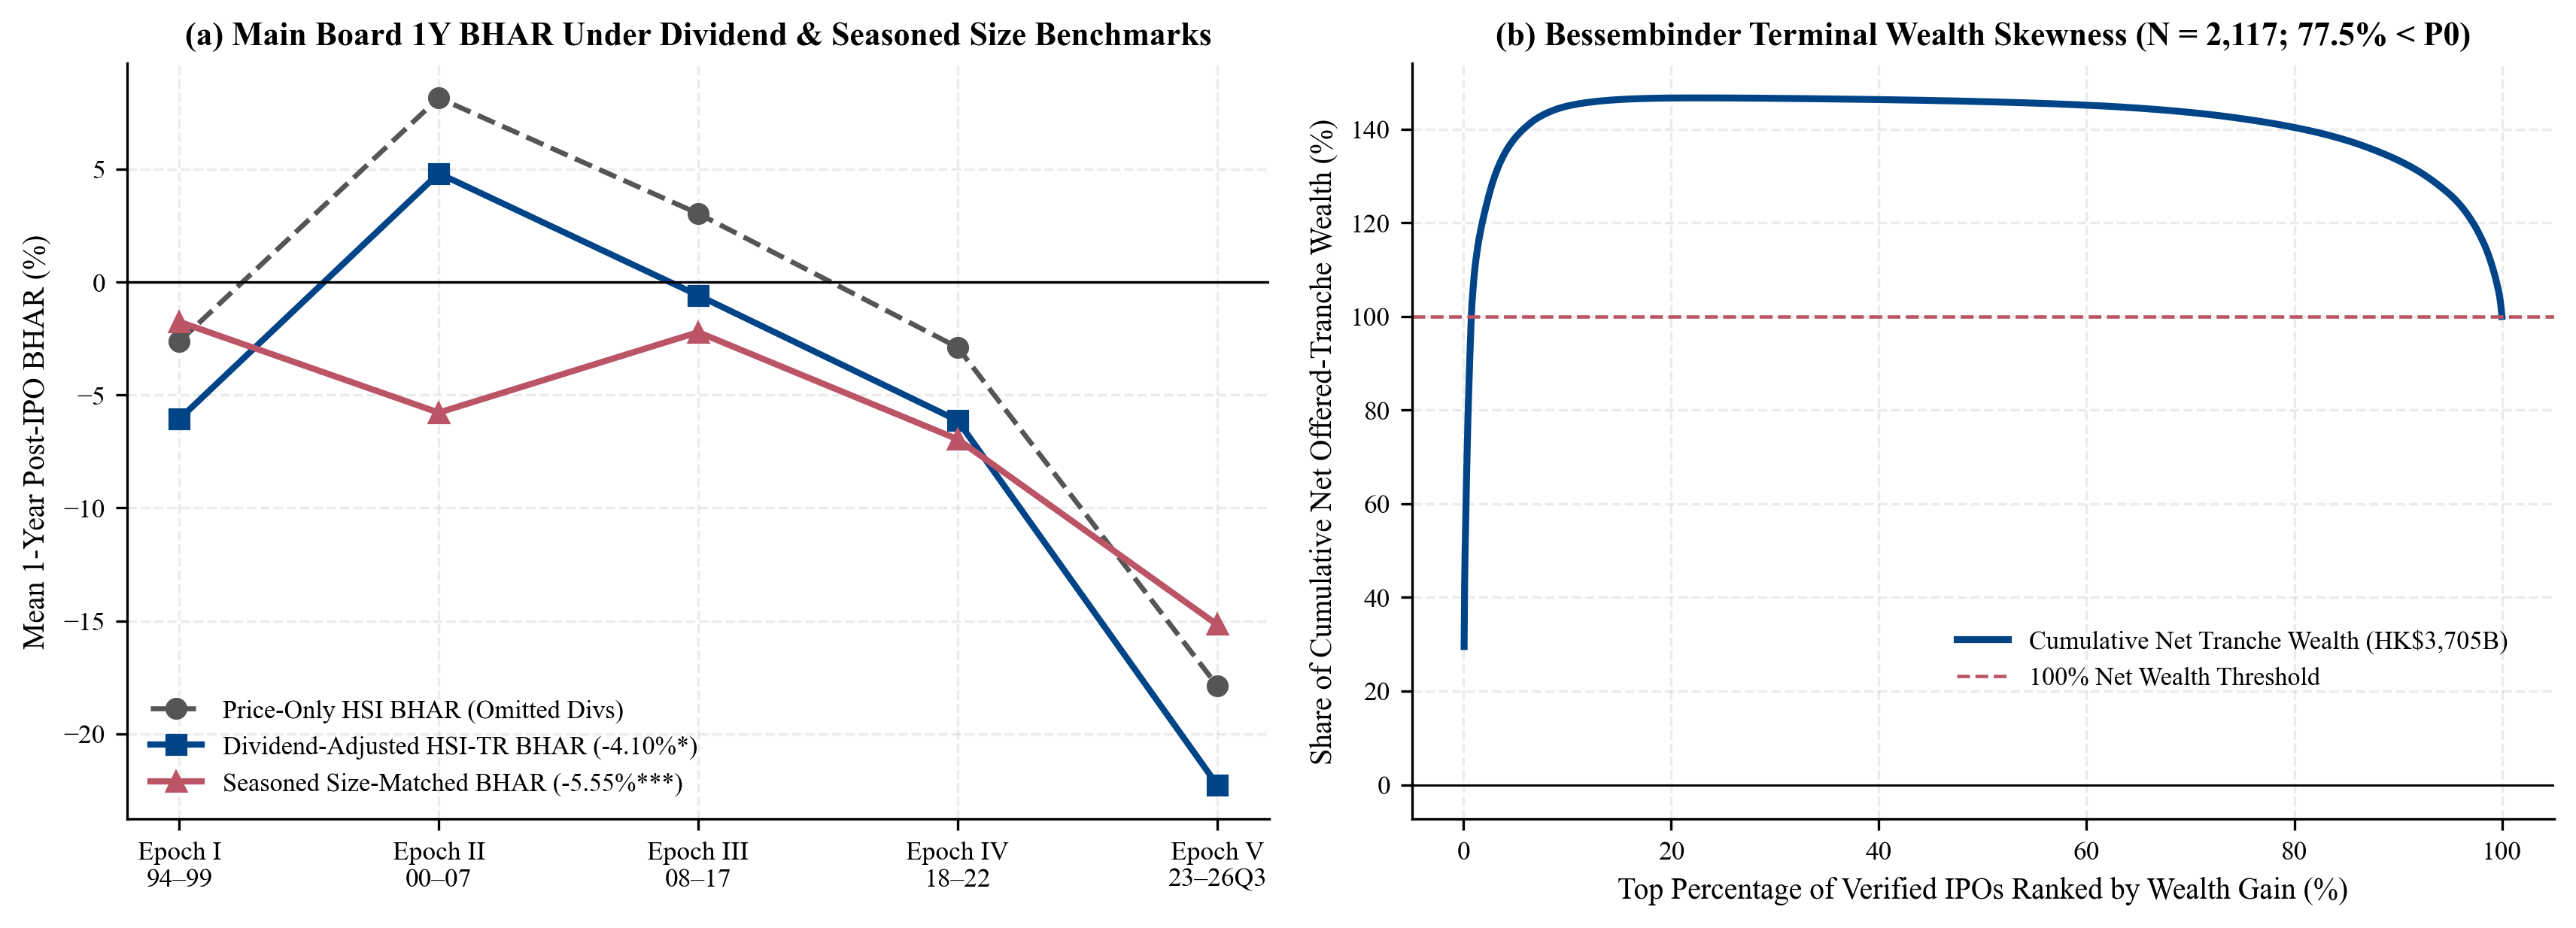 (a) Main Board 1Y BHAR Under Dividend & Seasoned Size Benchmarks
Mean 1-Year Post-IPO BHAR (%)
5
0
−5
−10
−15
−20
Price-Only HSI BHAR (Omitted Divs)
Dividend-Adjusted HSI-TR BHAR (-4.10%*)
Seasoned Size-Matched BHAR (-5.55%***)
Epoch I
94–99
Epoch II
00–07
Epoch III
08–17
Epoch IV
18–22
Epoch V
23–26Q3
(b) Bessembinder Terminal Wealth Skewness (N = 2,117; 77.5% < P0)
Share of Cumulative Net Offered-Tranche Wealth (%)
140
120
100
80
60
40
20
0
Cumulative Net Tranche Wealth (HK$3,705B)
100% Net Wealth Threshold
0
20
40
60
80
100
Top Percentage of Verified IPOs Ranked by Wealth Gain (%)